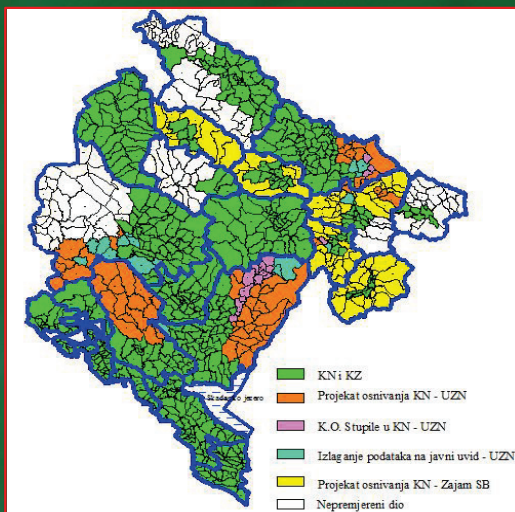 Skadarsko jezero
KN i KZ
Projekat osnivanja KN - UZN
K.O. Stupile u KN - UZN
Izlaganje podataka na javni uvid - UZN
Projekat osnivanja KN - Zajam SB
Nepremjereni dio